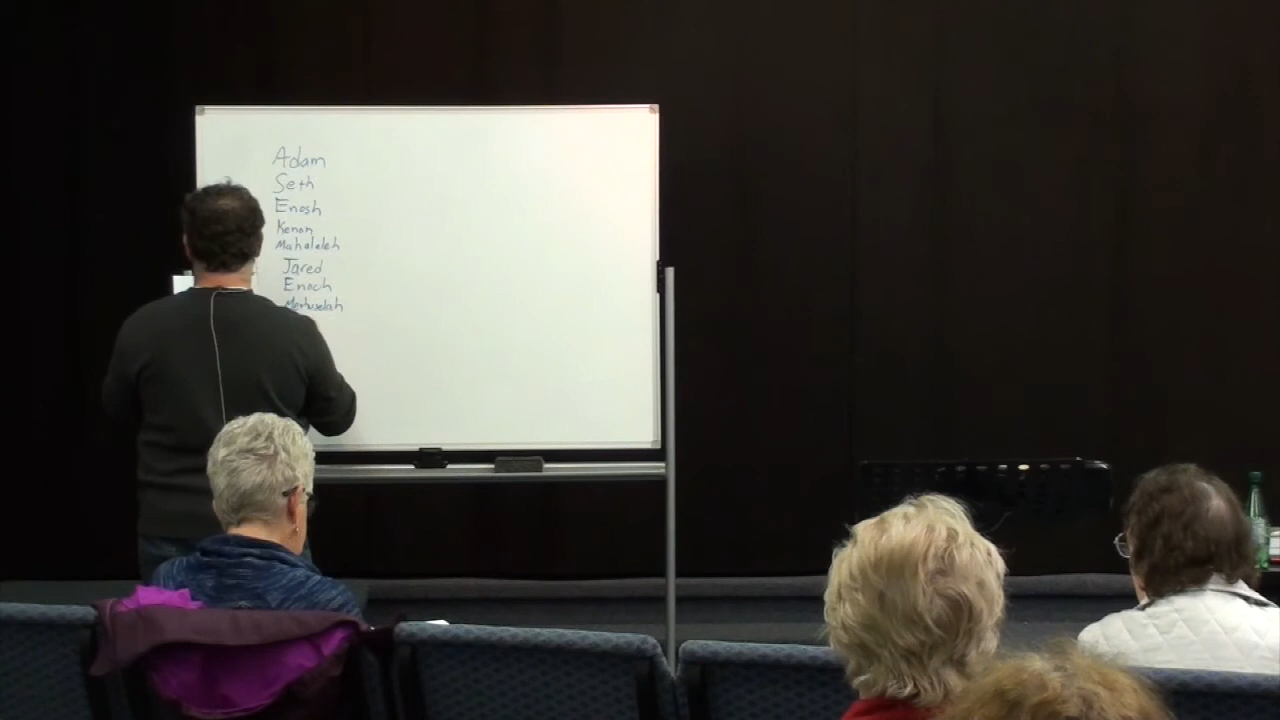 Adam
Seth
Enosh
Kenan
Mahaleleh
Jared
Enoch
Methuselah